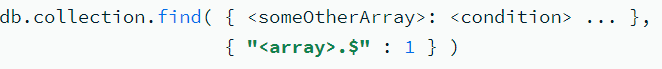 db.collection.find( { <someOtherArray>: <condition> ... },
{ "<array>.$" : 1 } )